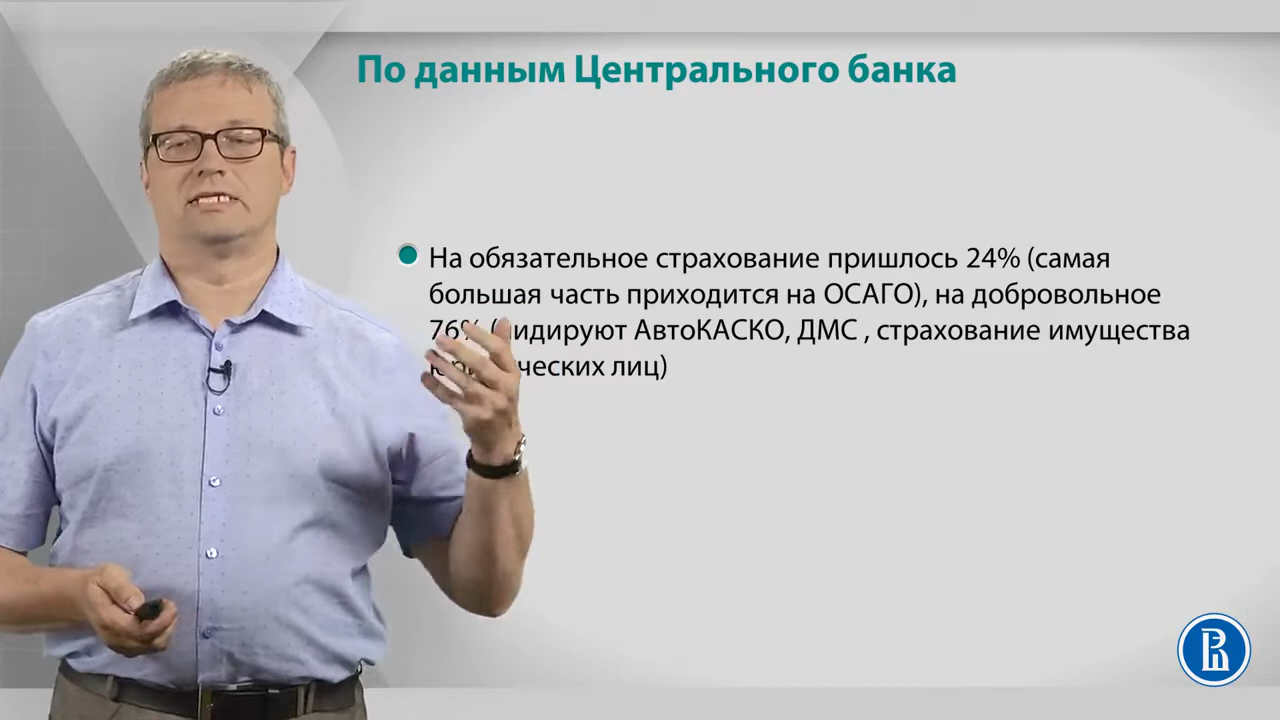 По данным Центрального банка
На обязательное страхование пришлось 24% (самая
большая часть приходится на ОСАГО), на добровольное
76% АвтоКАСКО, ДМС , страхование имущества
лиц)